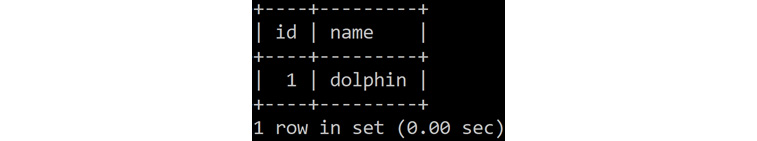 +----+---------+
| id | name    |
+----+---------+
|  1 | dolphin |
+----+---------+
1 row in set (0.00 sec)